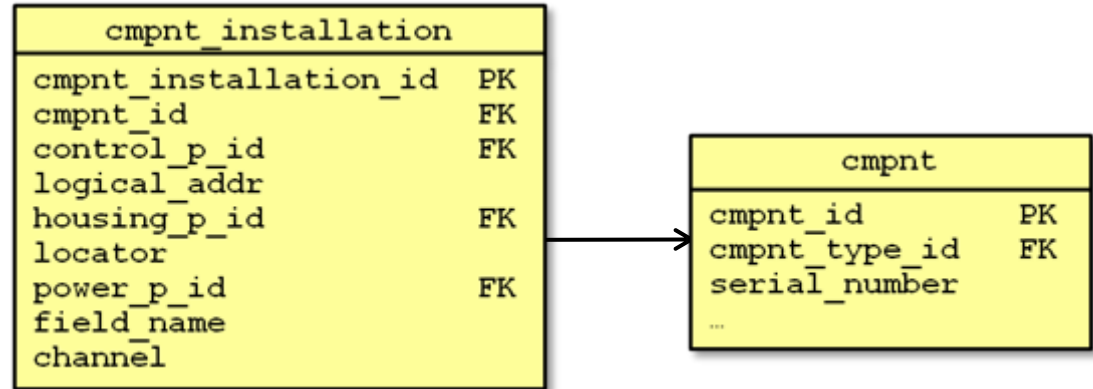 cmpnt_installation
cmpnt_installation_id PK
cmpnt_id FK
control_p_id FK
logical_addr
housing_p_id FK
locator
power_p_id FK
field_name
channel
cmpnt
cmpnt_id PK
cmpnt_type_id FK
serial_number
…